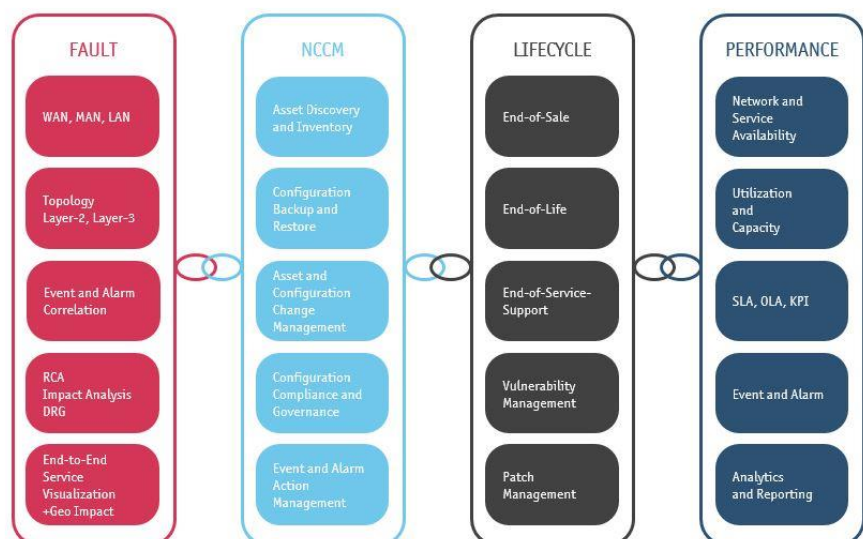 FAULT
WAN, MAN, LAN
Topology
Layer-2, Layer-3
Event and Alarm
Correlation
RCA
Impact Analysis
DRG
End-to-End
Service
Visualization
+Geo Impact
NCCM
Asset Discovery
and Inventory
Configuration
Backup and
Restore
Asset and
Configuration
Change
Management
Configuration
Compliance and
Governance
Event and Alarm
Action
Management
LIFECYCLE
End-of-Sale
End-of-Life
End-of-Service-
Support
Vulnerability
Management
Patch
Management
PERFORMANCE
Network and
Service
Availability
Utilization
and
Capacity
SLA, OLA, KPI
Event and Alarm
Analytics
and Reporting